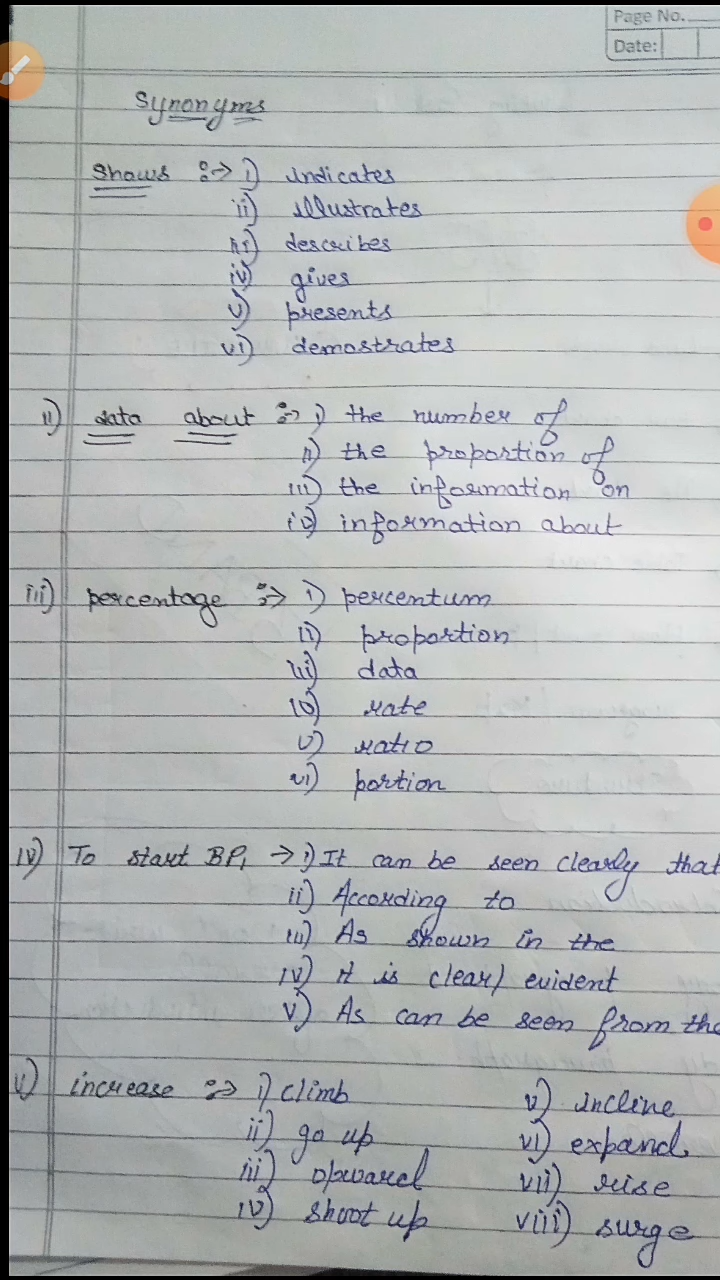 Page No.
Date:
Synonyms
shows :-> i) indicates
ii) illustrates
iii) describes
iv) gives
v) presents
vi) demostrates
ii) data about :-> i) the number of
ii) the proportion of
iii) the information on
iv) information about
iii) percentage :-> i) percentum
ii) proportion
iii) data
iv) rate
v) ratio
vi) portion
iv) To start BP1 -> i) It can be seen clearly that
ii) According to
iii) As shown in the
iv) it is clear) evident
v) As can be seen from the
v) increase :-> i) climb v) incline
ii) go up vi) expand
iii) upward vii) rise
iv) shoot up viii) surge